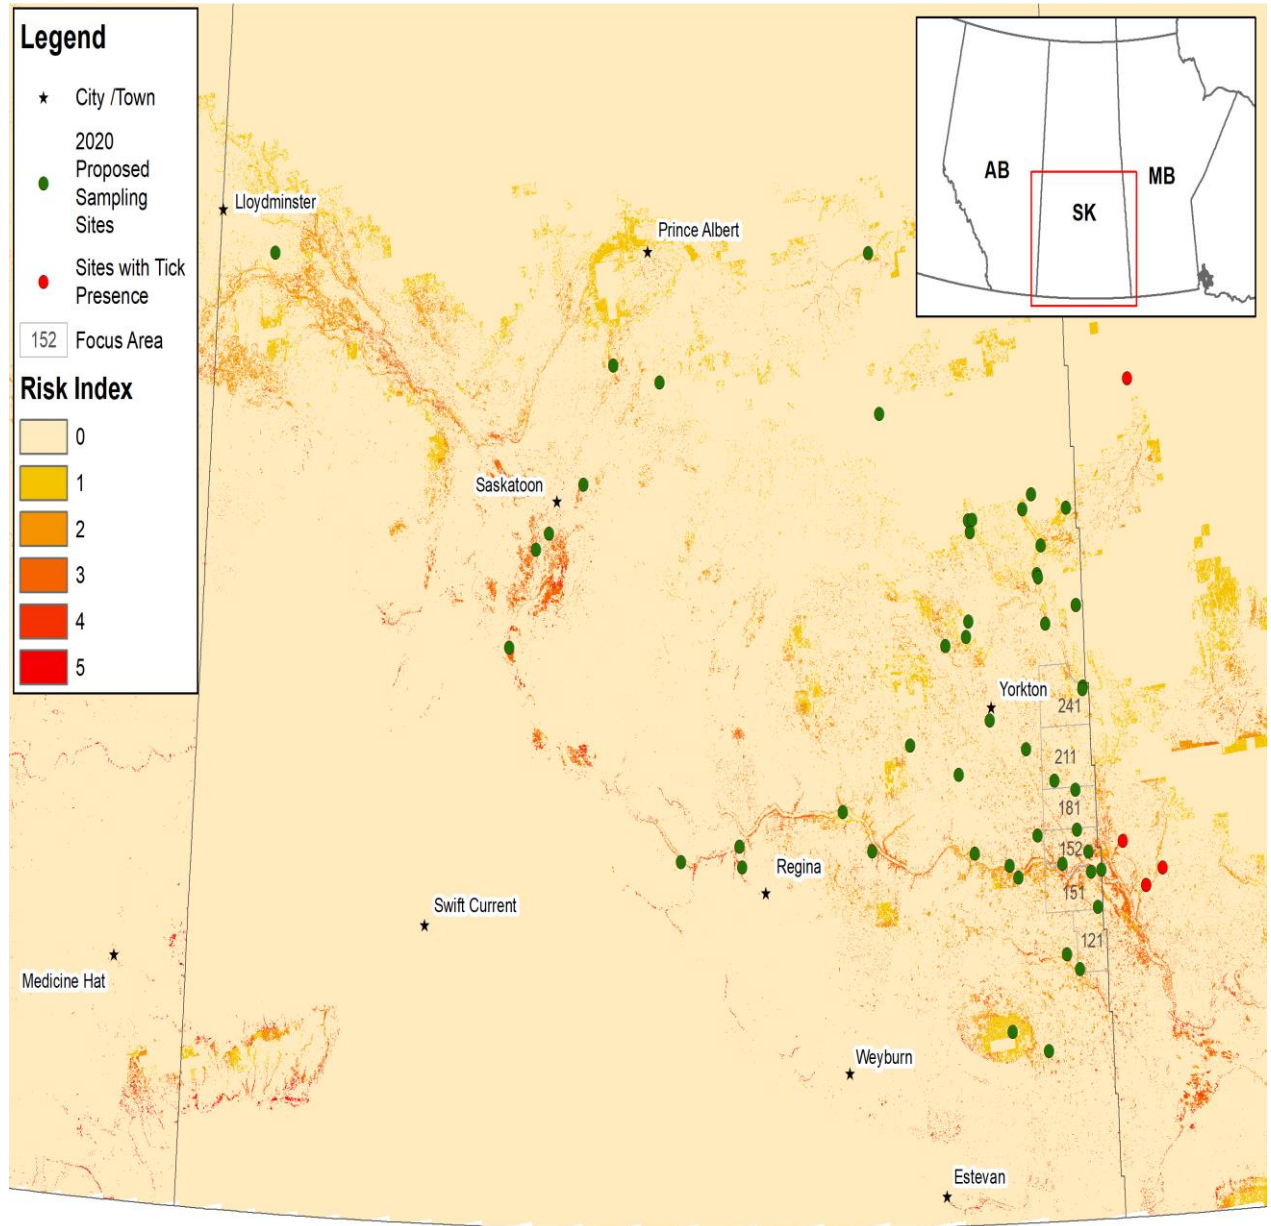 Legend
City /Town
2020
Proposed
Sampling
Sites
Sites with Tick
Presence
152 Focus Area
Risk Index
0
1
2
3
4
5
AB
SK
MB
Lloydminster
Prince Albert
Saskatoon
Yorkton
241
211
181
152
151
121
Regina
Swift Current
Medicine Hat
Weyburn
Estevan